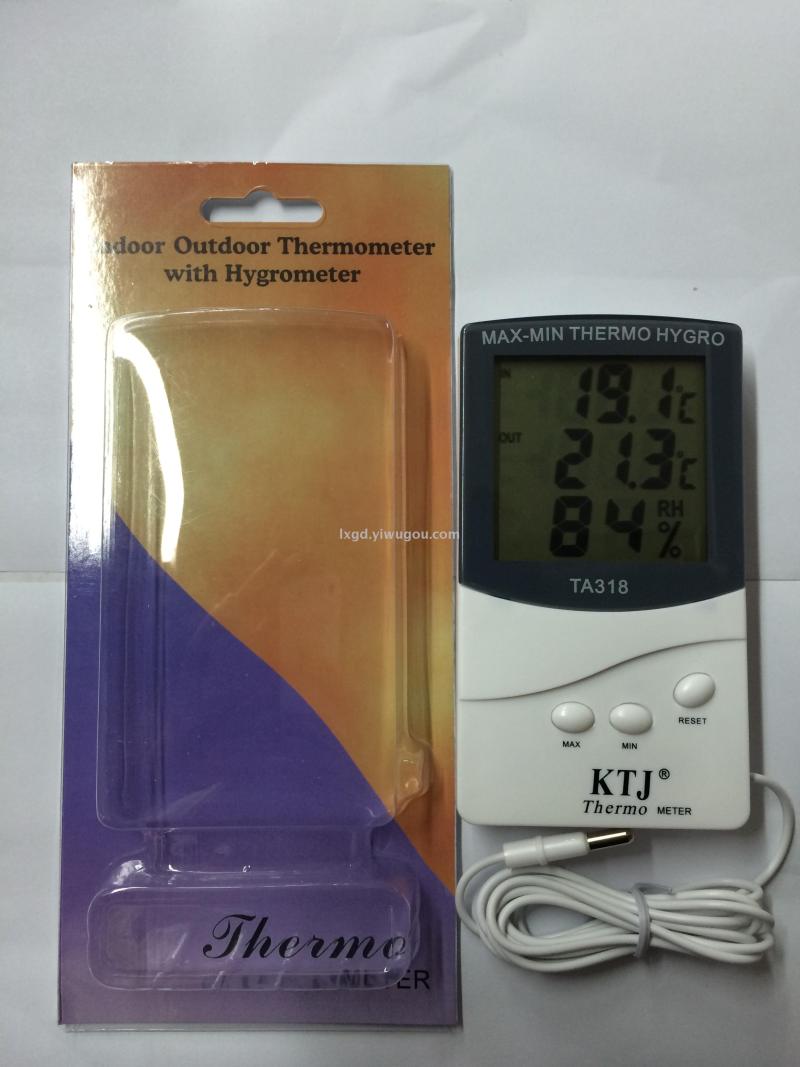 Indoor Outdoor Thermometer
with Hygrometer
MAX-MIN THERMO HYGRO
IN
19.1°C
OUT
21.3°C
84 RH %
TA318
lxgd.yiwugou.com
RESET
MAX
MIN
KTJ®
Thermo METER
Thermo
METER